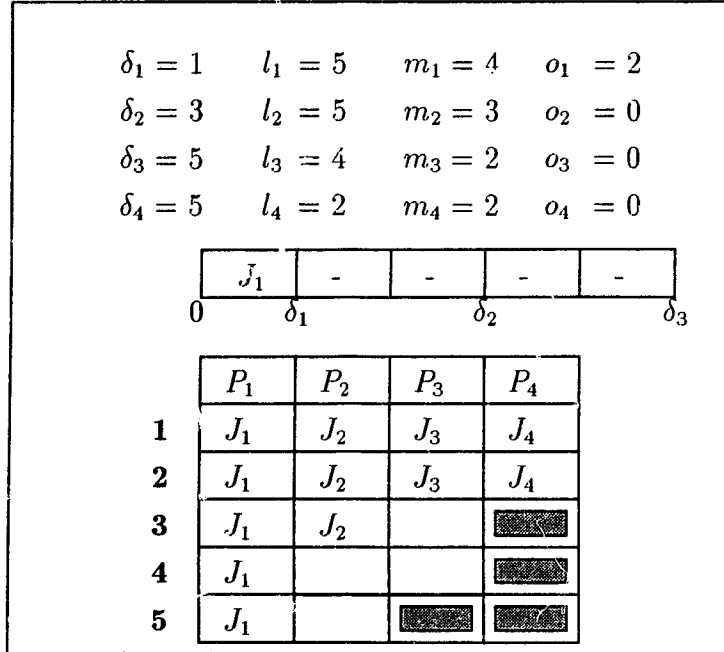 δ₁ = 1 l₁ = 5 m₁ = 4 o₁ = 2
δ₂ = 3 l₂ = 5 m₂ = 3 o₂ = 0
δ₃ = 5 l₃ = 4 m₃ = 2 o₃ = 0
δ₄ = 5 l₄ = 2 m₄ = 2 o₄ = 0
J₁ - - - -
0 δ₁ δ₂ δ₃
P₁ P₂ P₃ P₄
1 J₁ J₂ J₃ J₄
2 J₁ J₂ J₃ J₄
3 J₁ J₂
4 J₁
5 J₁